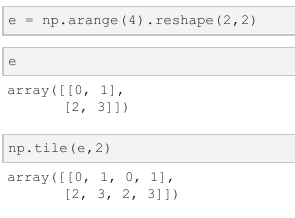 e = np.arange(4).reshape(2,2)
e
array([[0, 1],
       [2, 3]])
np.tile(e,2)
array([[0, 1, 0, 1],
       [2, 3, 2, 3]])